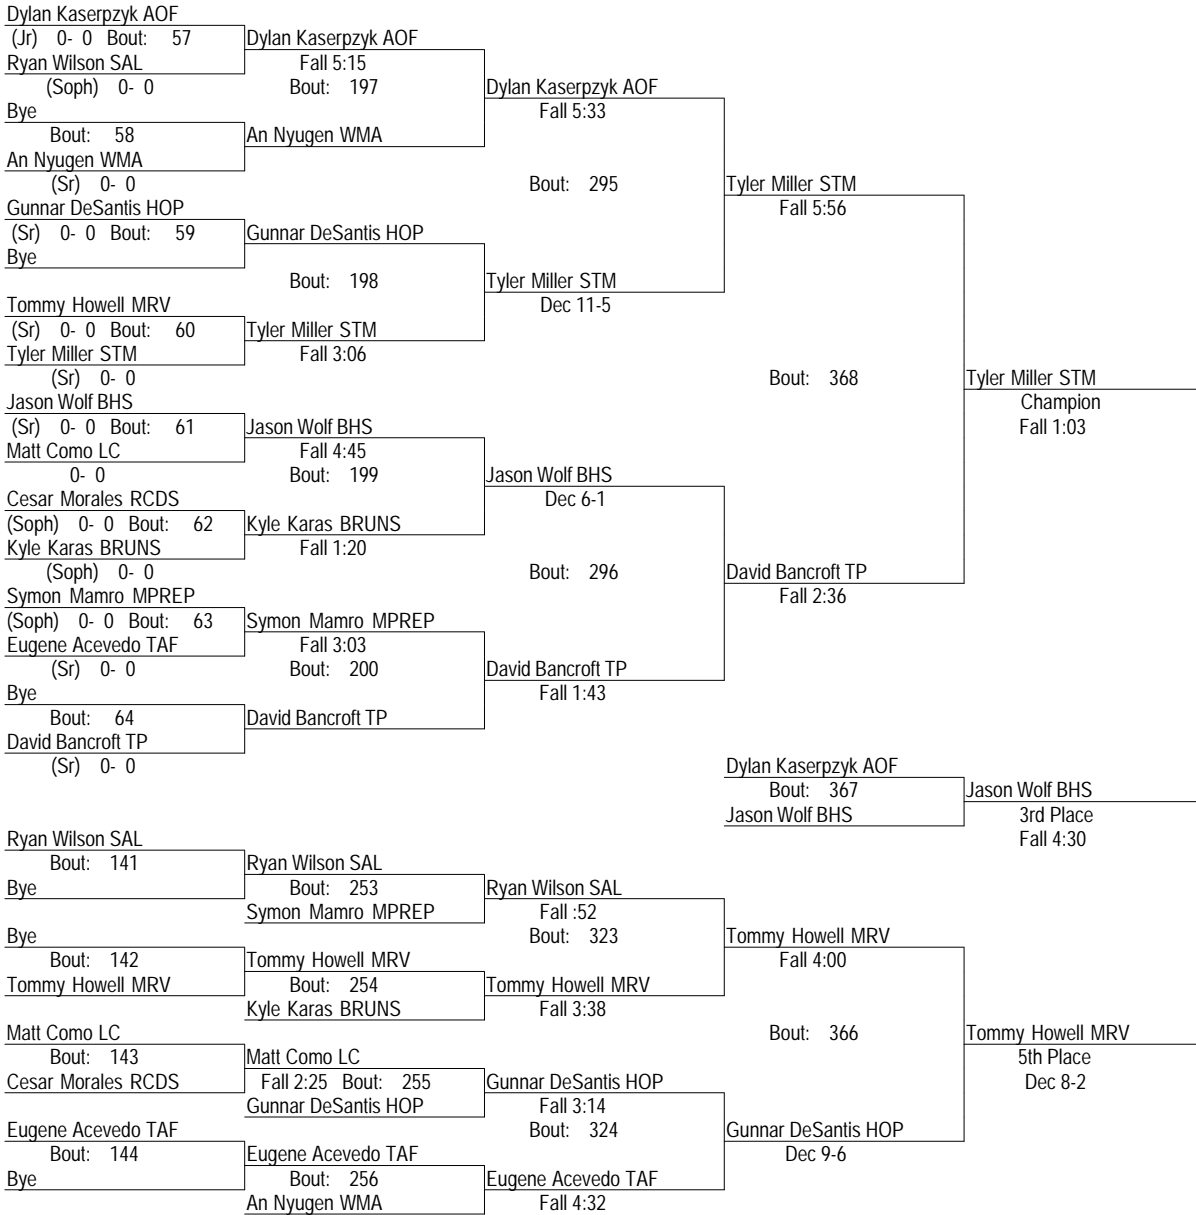 Dylan Kaserpzyk AOF
(Jr) 0- 0 Bout: 57 Dylan Kaserpzyk AOF
Ryan Wilson SAL Fall 5:15
(Soph) 0- 0 Bout: 197 Dylan Kaserpzyk AOF
Bye Fall 5:33
Bout: 58 An Nyugen WMA
An Nyugen WMA
(Sr) 0- 0 Bout: 295 Tyler Miller STM
Gunnar DeSantis HOP Fall 5:56
(Sr) 0- 0 Bout: 59 Gunnar DeSantis HOP
Bye
Bout: 198 Tyler Miller STM
Tommy Howell MRV Dec 11-5
(Sr) 0- 0 Bout: 60 Tyler Miller STM
Tyler Miller STM Fall 3:06
(Sr) 0- 0 Bout: 368 Tyler Miller STM
Jason Wolf BHS Champion
(Sr) 0- 0 Bout: 61 Jason Wolf BHS Fall 1:03
Matt Como LC Fall 4:45
0- 0 Bout: 199 Jason Wolf BHS
Cesar Morales RCDS Dec 6-1
(Soph) 0- 0 Bout: 62 Kyle Karas BRUNS
Kyle Karas BRUNS Fall 1:20
(Soph) 0- 0 Bout: 296 David Bancroft TP
Symon Mamro MPREP Fall 2:36
(Soph) 0- 0 Bout: 63 Symon Mamro MPREP
Eugene Acevedo TAF Fall 3:03
(Sr) 0- 0 Bout: 200 David Bancroft TP
Bye Fall 1:43
Bout: 64 David Bancroft TP
David Bancroft TP
(Sr) 0- 0 Dylan Kaserpzyk AOF
Bout: 367 Jason Wolf BHS
Jason Wolf BHS 3rd Place
Ryan Wilson SAL Fall 4:30
Bout: 141 Ryan Wilson SAL
Bye Bout: 253 Ryan Wilson SAL
Symon Mamro MPREP Fall :52
Bye Bout: 323 Tommy Howell MRV
Bout: 142 Tommy Howell MRV Fall 4:00
Tommy Howell MRV Bout: 254 Tommy Howell MRV
Kyle Karas BRUNS Fall 3:38
Matt Como LC Bout: 366 Tommy Howell MRV
Bout: 143 Matt Como LC 5th Place
Cesar Morales RCDS Fall 2:25 Bout: 255 Gunnar DeSantis HOP Dec 8-2
Gunnar DeSantis HOP Fall 3:14
Eugene Acevedo TAF Bout: 324 Gunnar DeSantis HOP
Bout: 144 Eugene Acevedo TAF Dec 9-6
Bye Bout: 256 Eugene Acevedo TAF
An Nyugen WMA Fall 4:32